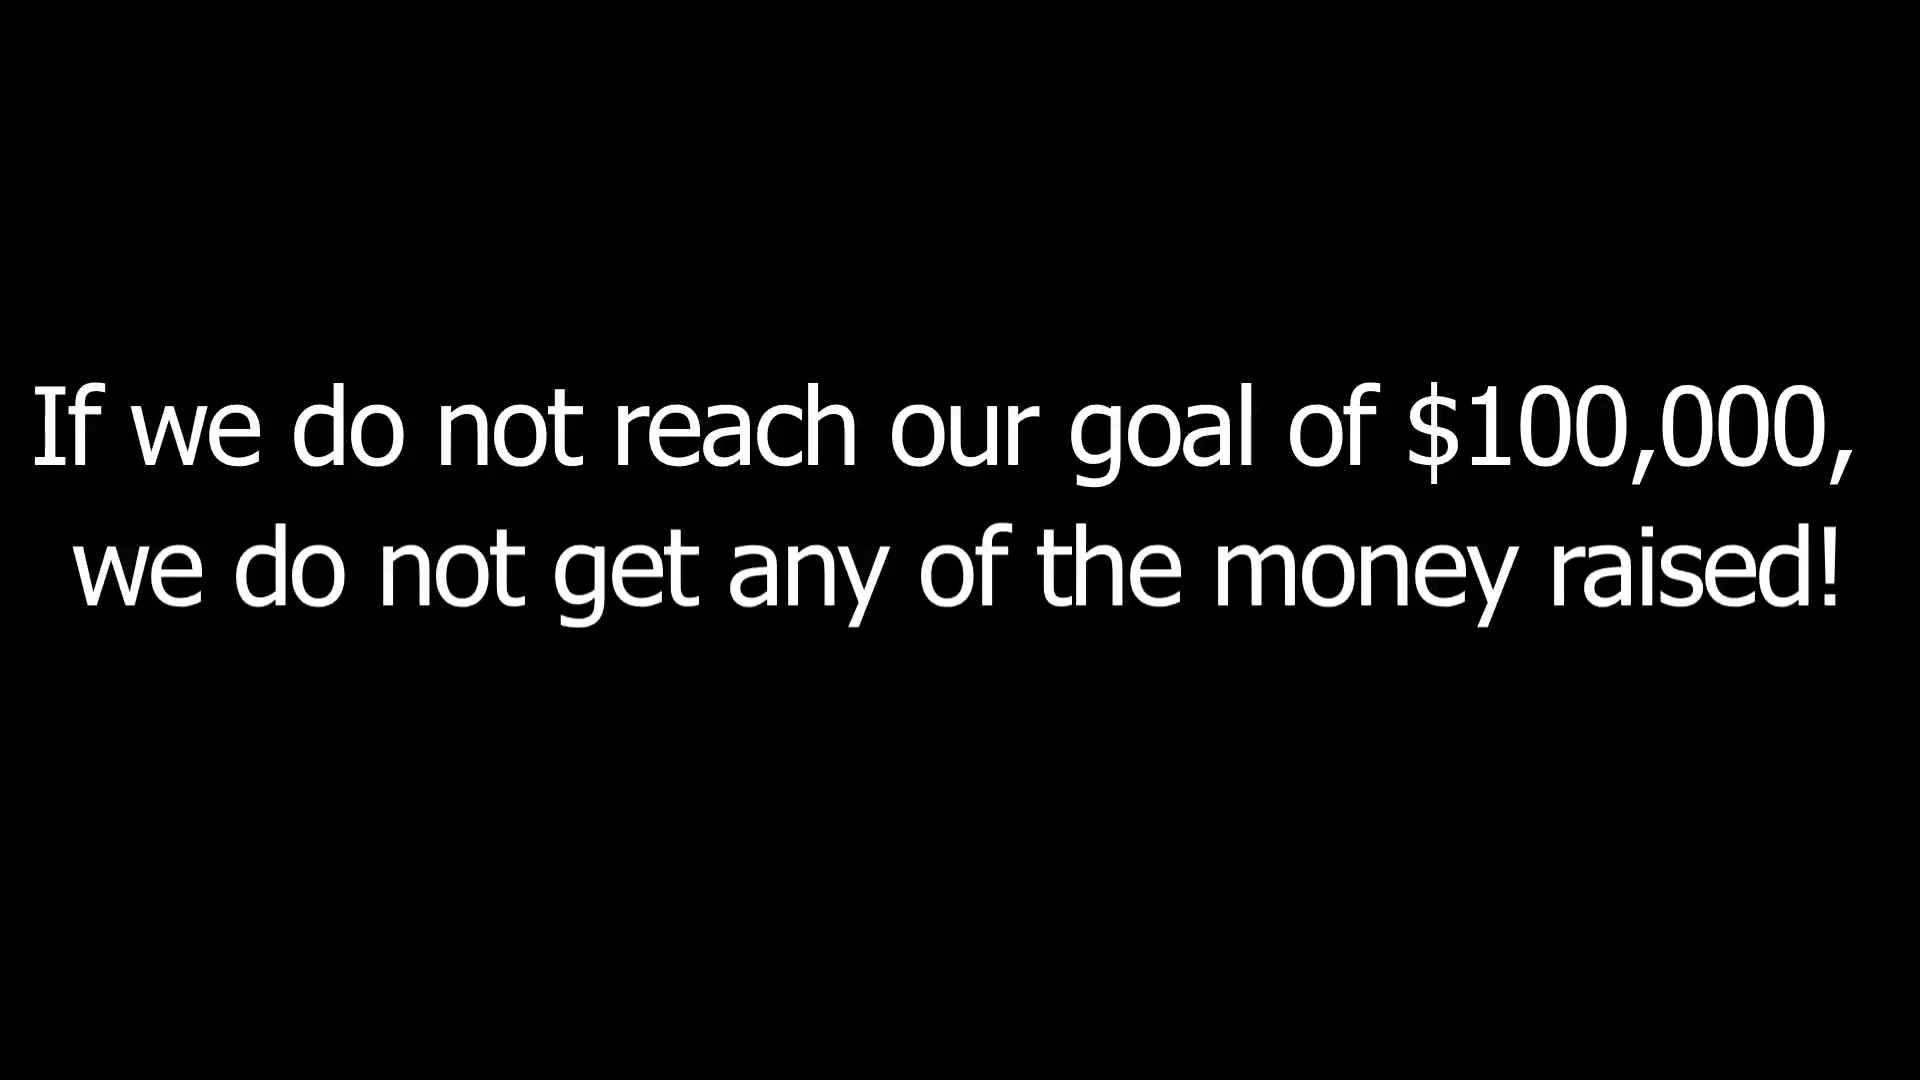 If we do not reach our goal of $100,000,
we do not get any of the money raised!